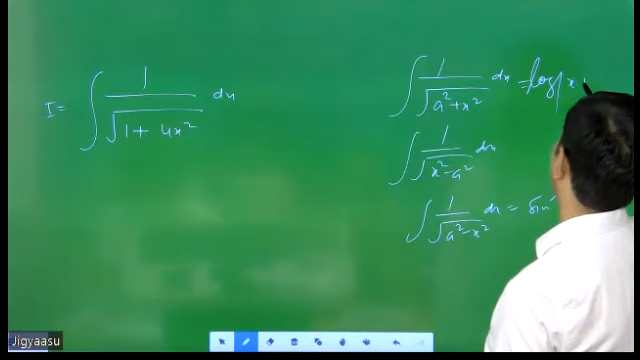 I = ∫ 1/√(1 + 4x²) dx
∫ 1/√(a² + x²) dx = log|x
∫ 1/√(x² - a²) dx
∫ 1/√(a² - x²) dx = sin⁻
Jigyaasu